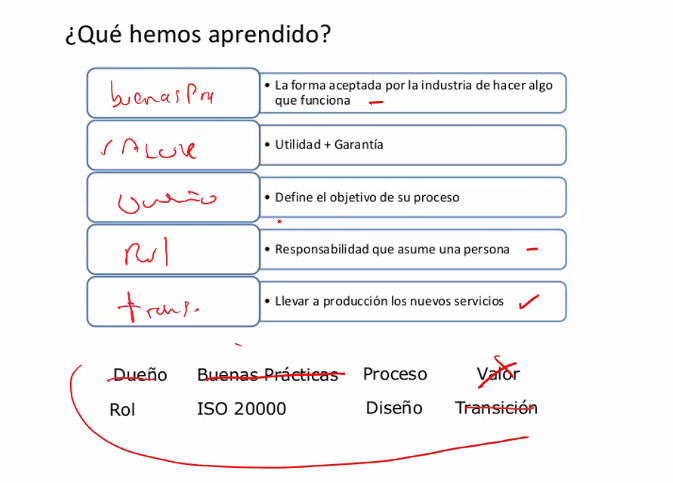 ¿Qué hemos aprendido?
buenas Pra
• La forma aceptada por la industria de hacer algo
que funciona
VALOR
• Utilidad + Garantía
Dueño
• Define el objetivo de su proceso
Rol
• Responsabilidad que asume una persona
trans.
• Llevar a producción los nuevos servicios
Dueño Buenas Prácticas Proceso Valor
Rol ISO 20000 Diseño Transición